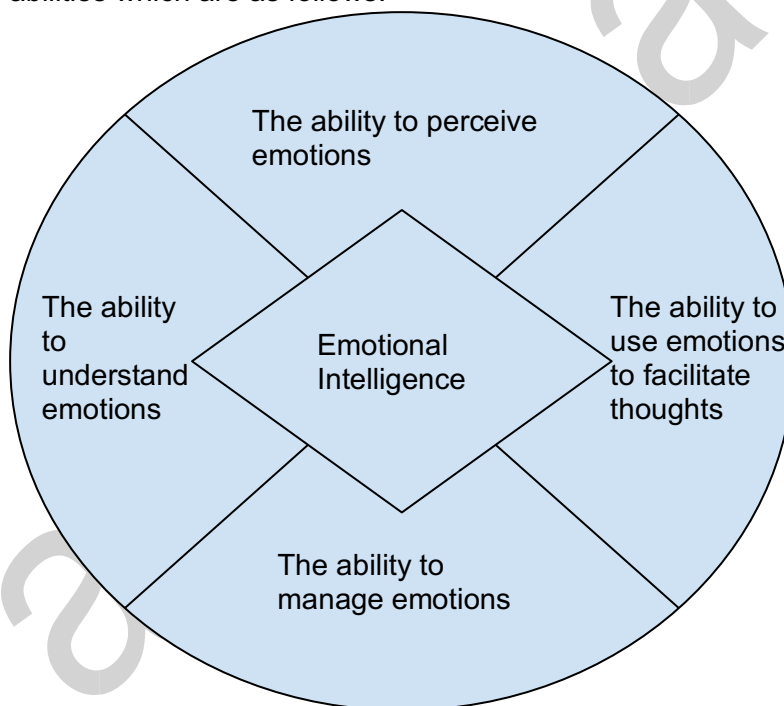 abilities which are as follows:
The ability to perceive
emotions
The ability
to
understand
emotions
Emotional
Intelligence
The ability to
use emotions
to facilitate
thoughts
The ability to
manage emotions